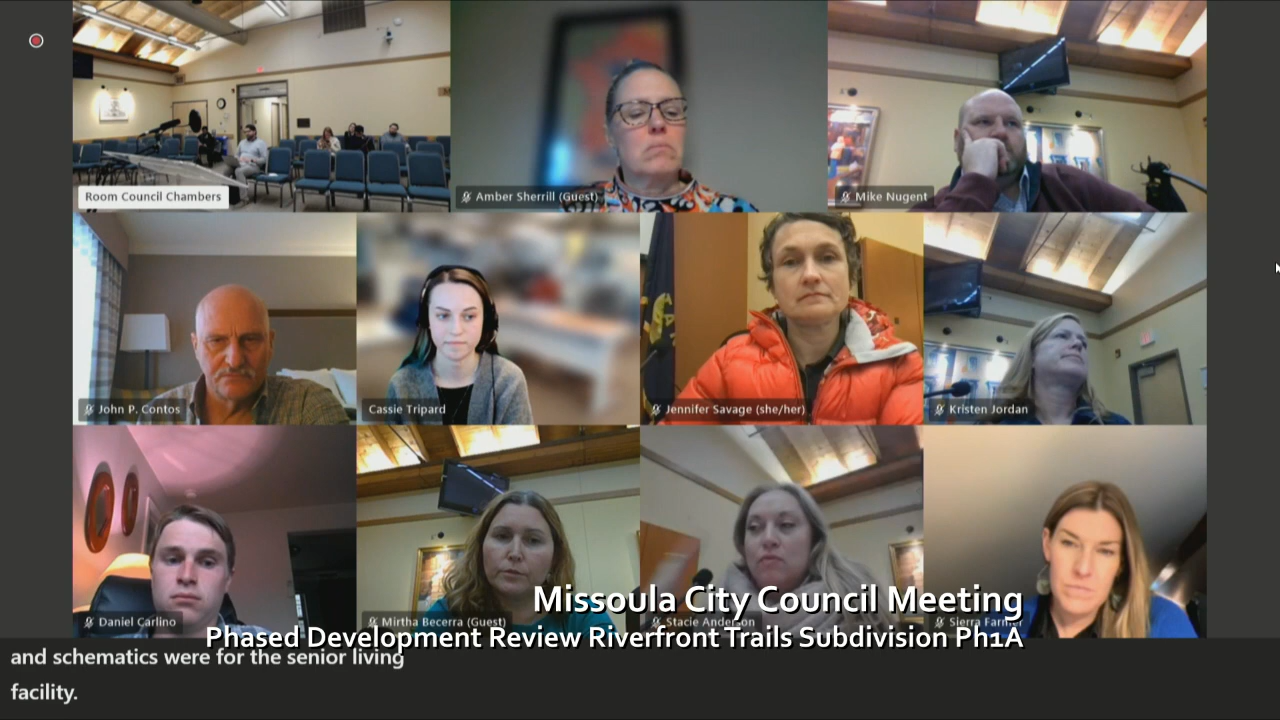 Room Council Chambers
Amber Sherrill (Guest)
Mike Nugent
John P. Contos
Cassie Tripard
Jennifer Savage (she/her)
Kristen Jordan
Daniel Carlino
Mirtha Becerra (Guest)
Stacie Anderson
Sierra Farmer
Missoula City Council Meeting
Phased Development Review Riverfront Trails Subdivision Ph1A
and schematics were for the senior living
facility.